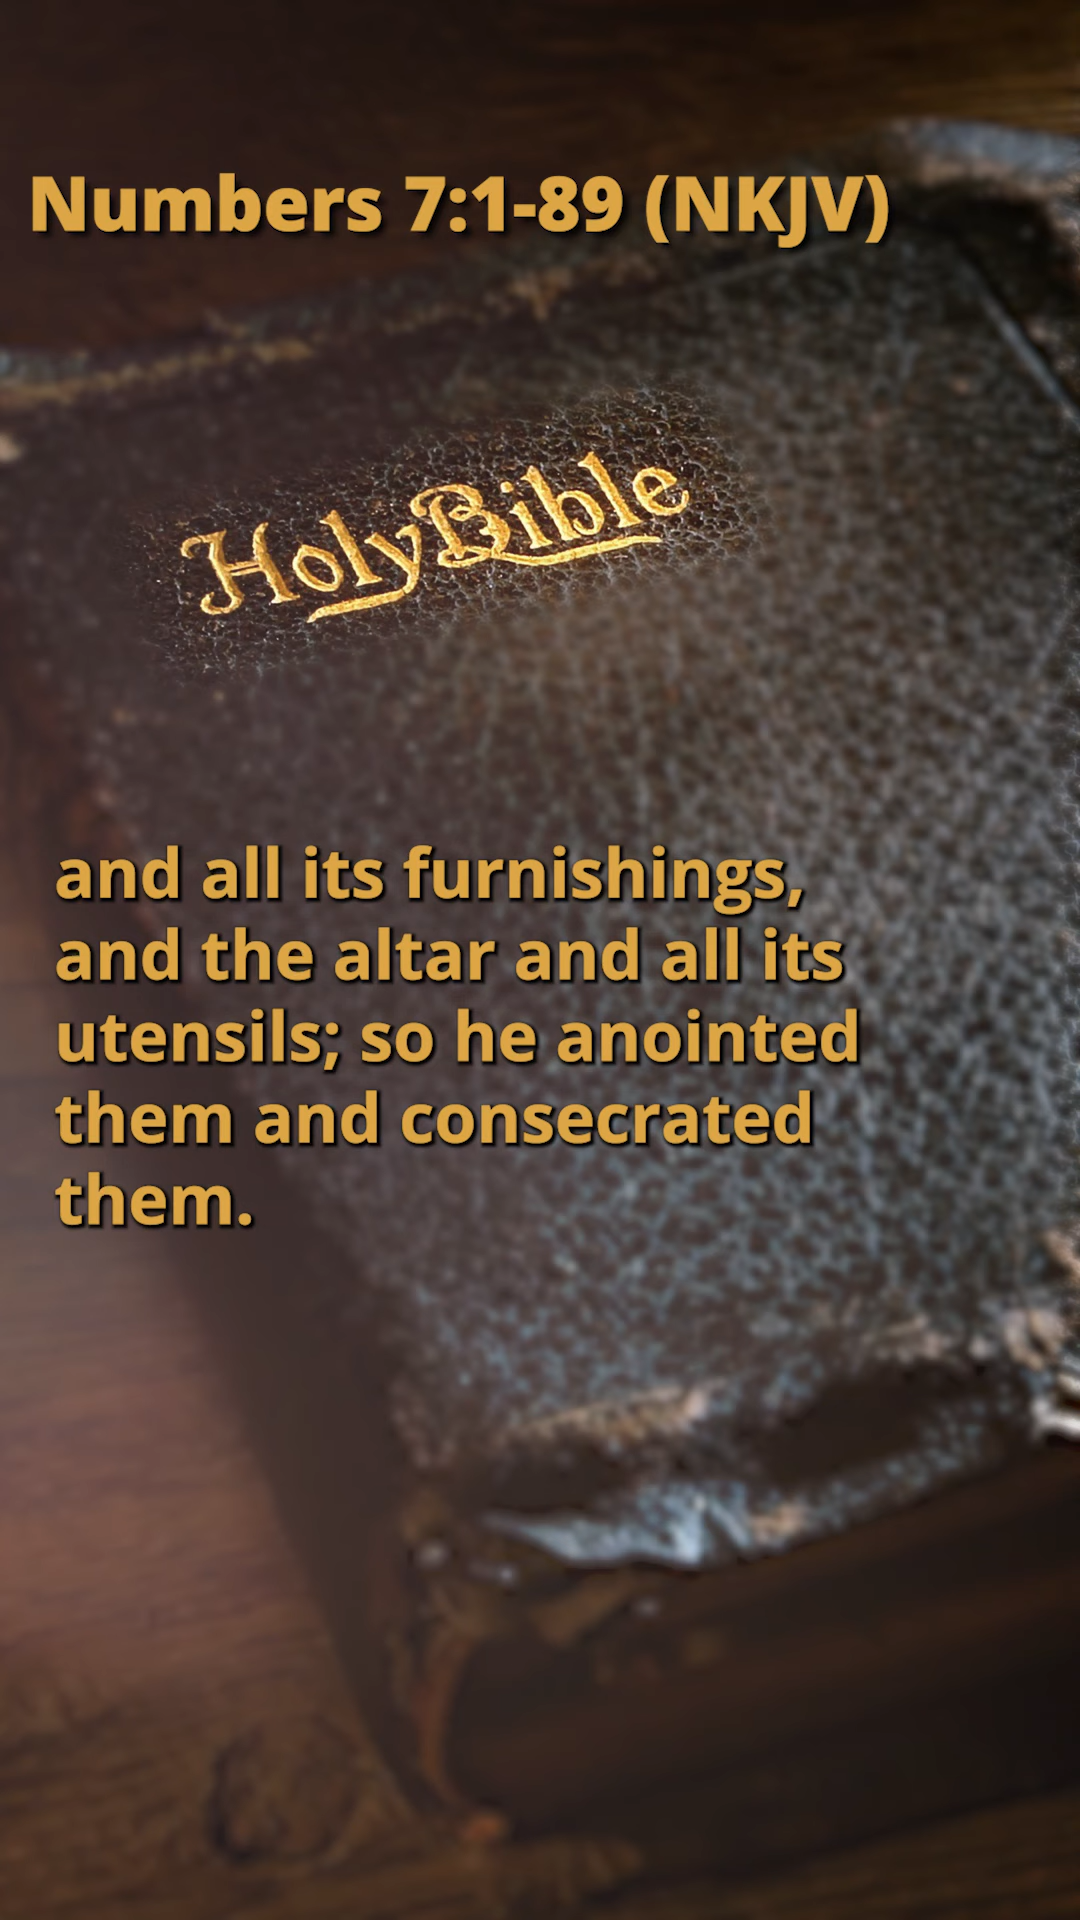 Numbers 7:1-89 (NKJV)
Holy Bible
and all its furnishings,
and the altar and all its
utensils; so he anointed
them and consecrated
them.